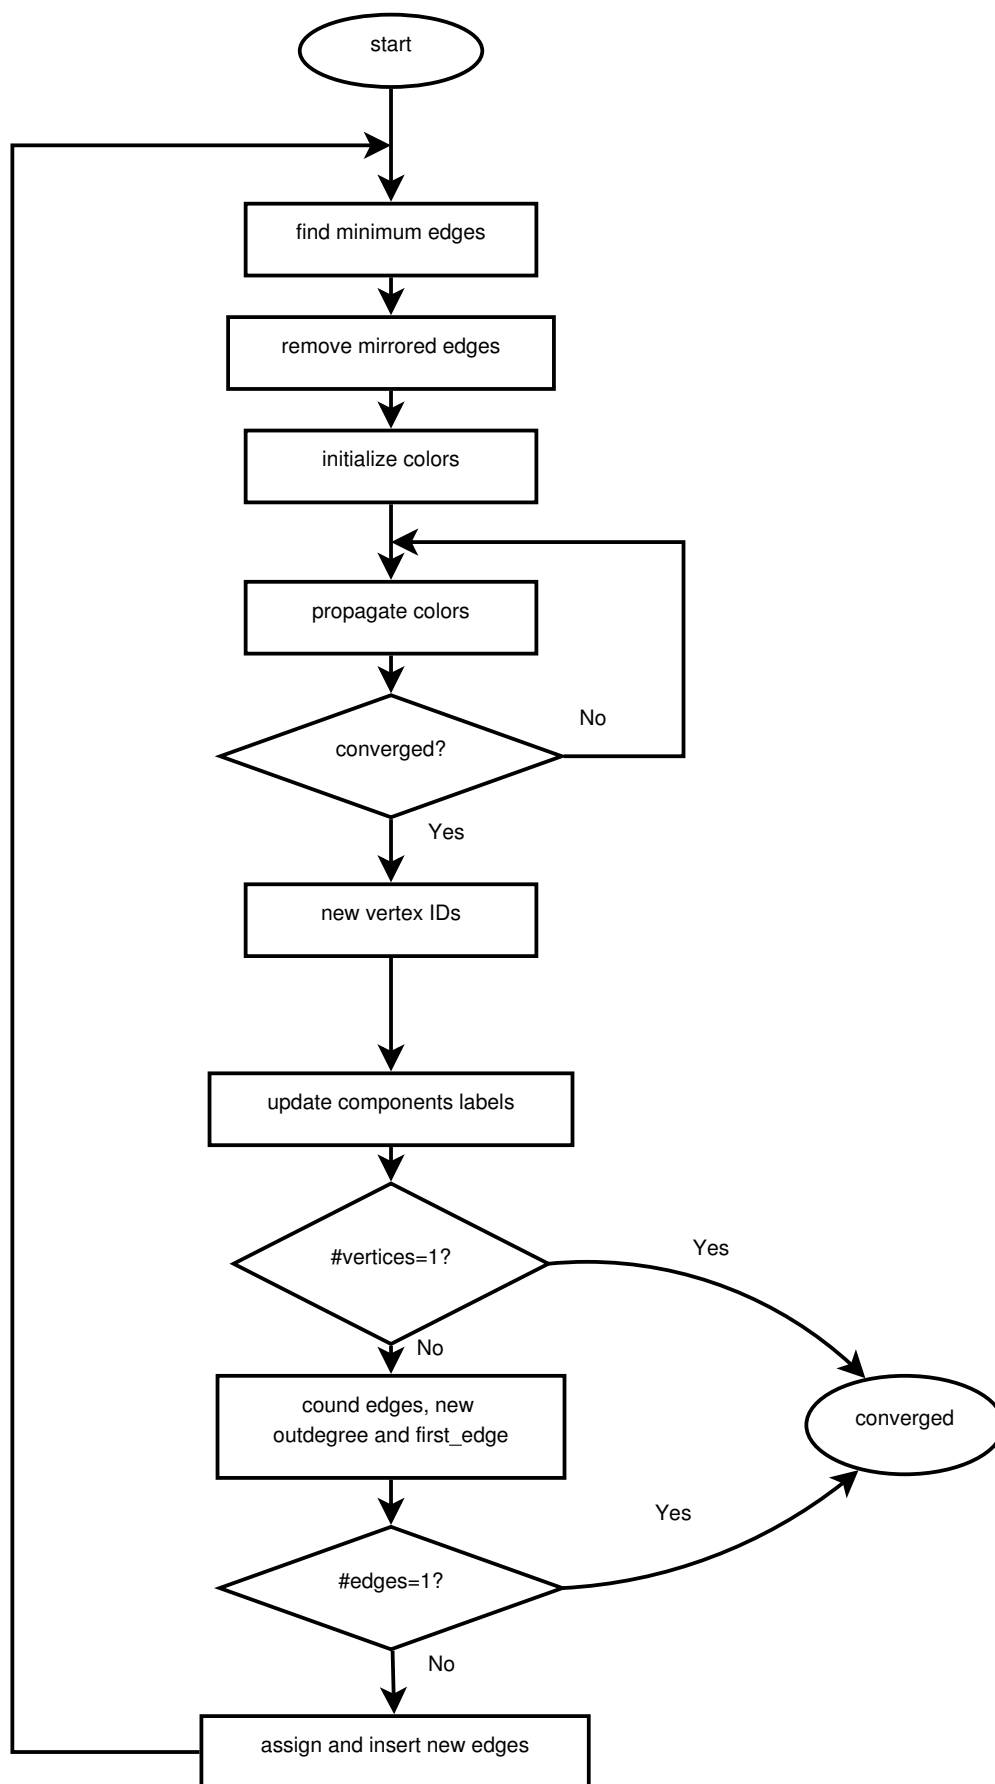 start
find minimum edges
remove mirrored edges
initialize colors
propagate colors
No
converged?
Yes
new vertex IDs
update components labels
Yes
#vertices=1?
No
cound edges, new
outdegree and first_edge
converged
Yes
#edges=1?
No
assign and insert new edges